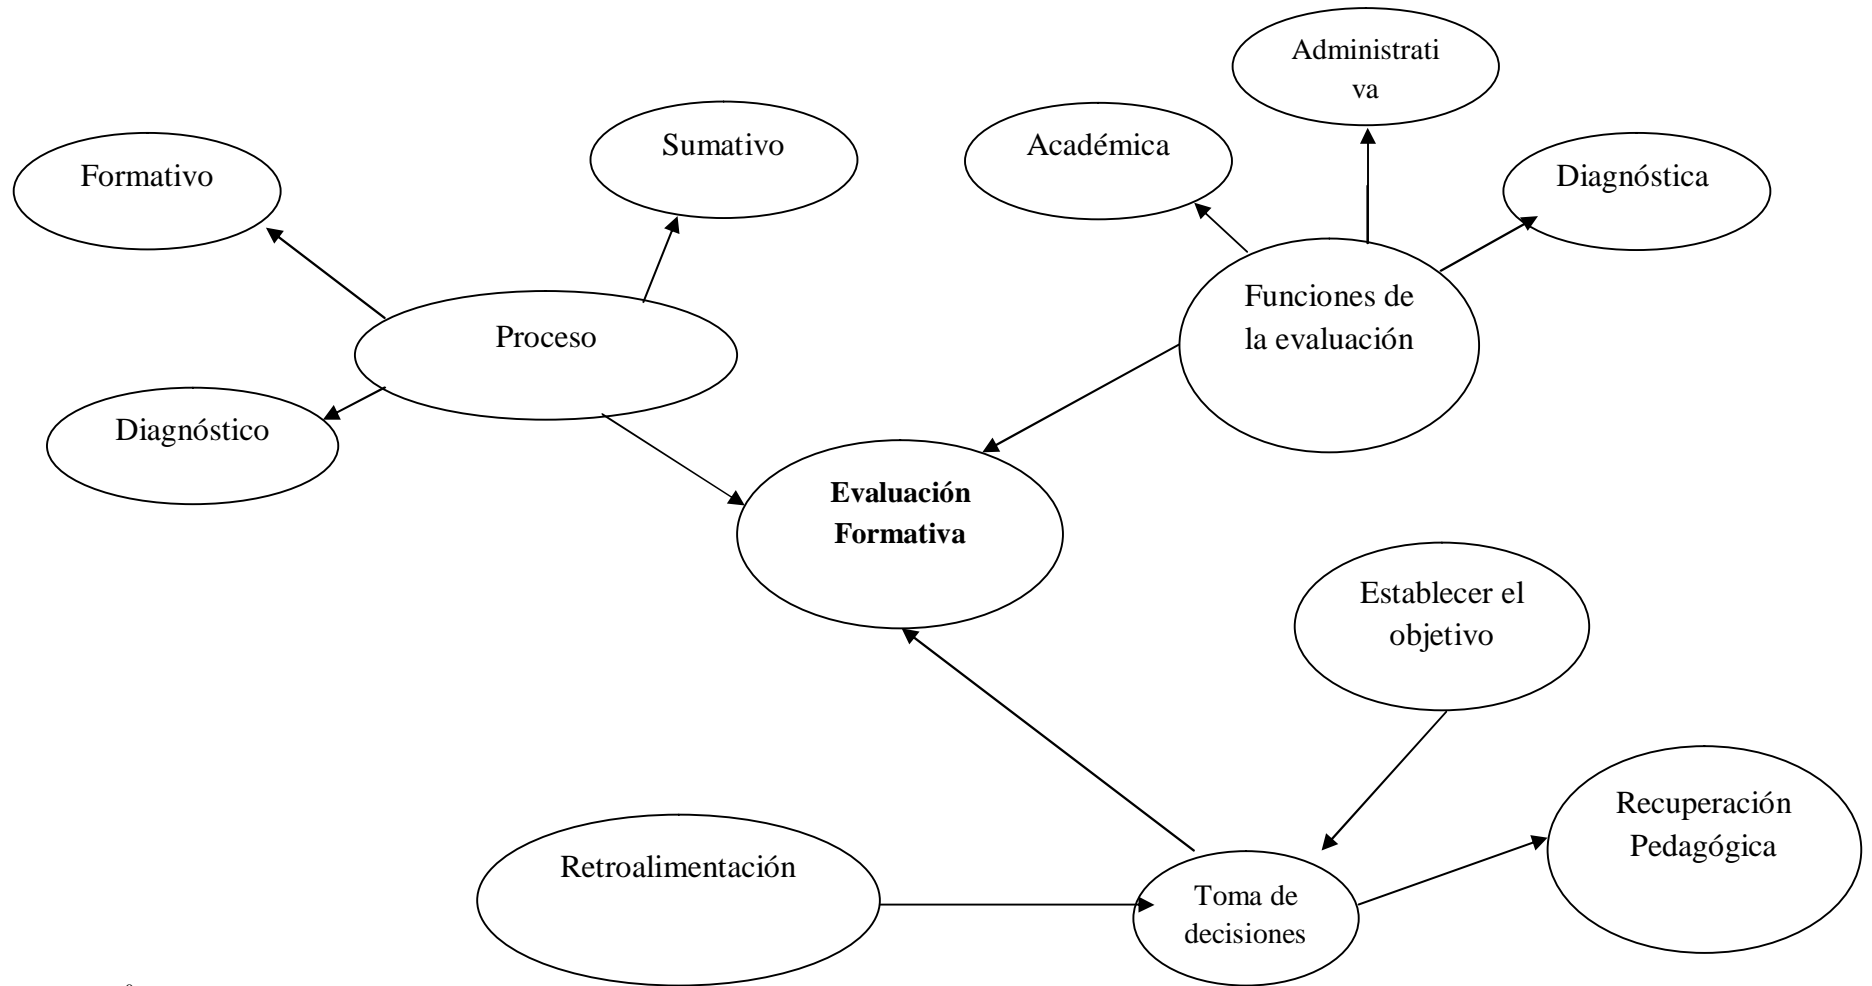 Administrati
va
Sumativo
Académica
Formativo
Diagnóstica
Funciones de
la evaluación
Proceso
Diagnóstico
Evaluación
Formativa
Establecer el
objetivo
Recuperación
Pedagógica
Retroalimentación
Toma de
decisiones